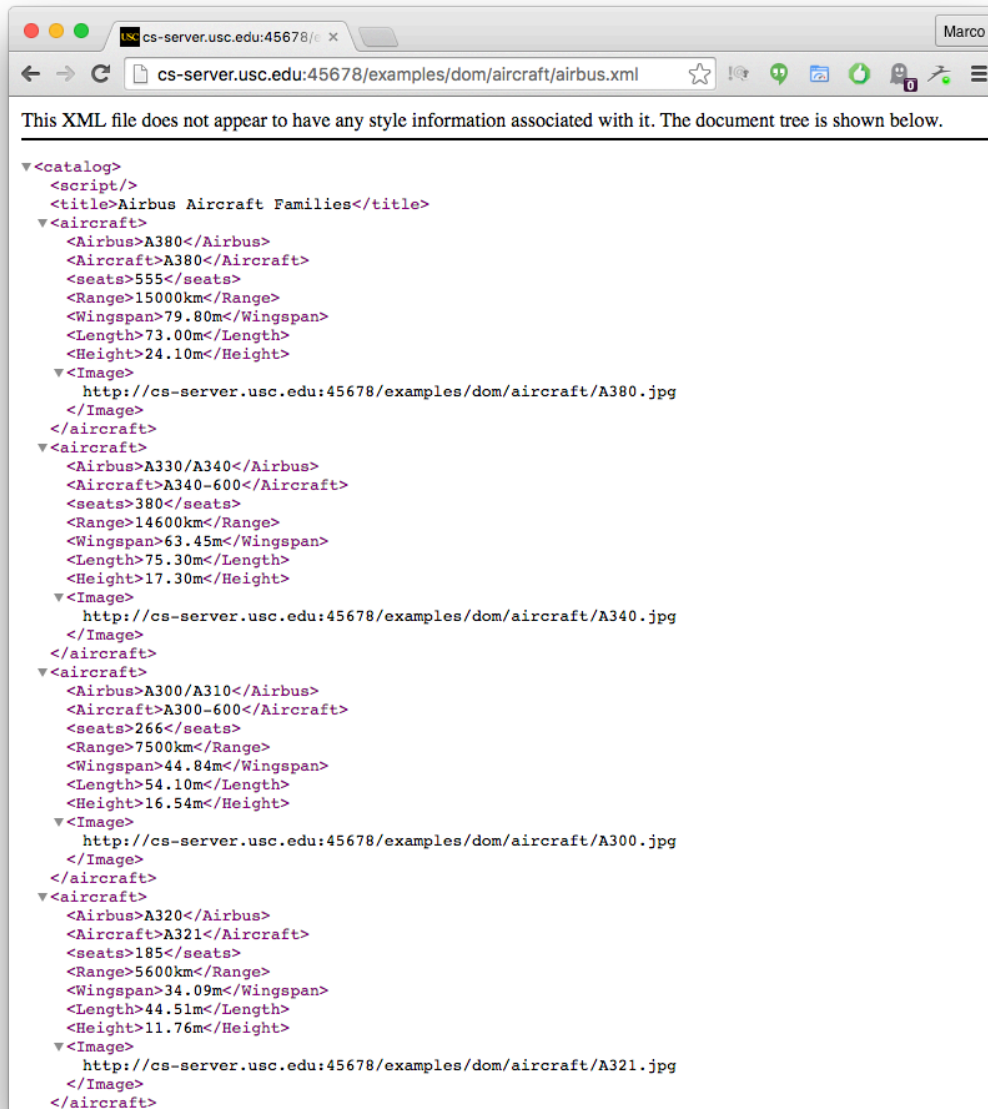 USC cs-server.usc.edu:45678/e
Marco
cs-server.usc.edu:45678/examples/dom/aircraft/airbus.xml
0
This XML file does not appear to have any style information associated with it. The document tree is shown below.
▼<catalog>
<script/>
<title>Airbus Aircraft Families</title>
▼<aircraft>
<Airbus>A380</Airbus>
<Aircraft>A380</Aircraft>
<seats>555</seats>
<Range>15000km</Range>
<Wingspan>79.80m</Wingspan>
<Length>73.00m</Length>
<Height>24.10m</Height>
▼<Image>
http://cs-server.usc.edu:45678/examples/dom/aircraft/A380.jpg
</Image>
</aircraft>
▼<aircraft>
<Airbus>A330/A340</Airbus>
<Aircraft>A340-600</Aircraft>
<seats>380</seats>
<Range>14600km</Range>
<Wingspan>63.45m</Wingspan>
<Length>75.30m</Length>
<Height>17.30m</Height>
▼<Image>
http://cs-server.usc.edu:45678/examples/dom/aircraft/A340.jpg
</Image>
</aircraft>
▼<aircraft>
<Airbus>A300/A310</Airbus>
<Aircraft>A300-600</Aircraft>
<seats>266</seats>
<Range>7500km</Range>
<Wingspan>44.84m</Wingspan>
<Length>54.10m</Length>
<Height>16.54m</Height>
▼<Image>
http://cs-server.usc.edu:45678/examples/dom/aircraft/A300.jpg
</Image>
</aircraft>
▼<aircraft>
<Airbus>A320</Airbus>
<Aircraft>A321</Aircraft>
<seats>185</seats>
<Range>5600km</Range>
<Wingspan>34.09m</Wingspan>
<Length>44.51m</Length>
<Height>11.76m</Height>
▼<Image>
http://cs-server.usc.edu:45678/examples/dom/aircraft/A321.jpg
</Image>
</aircraft>